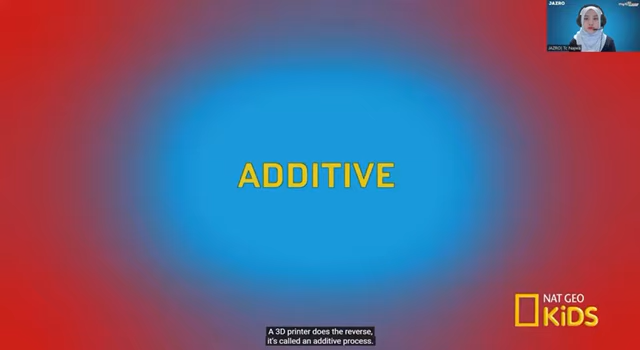 JAZRO
ADDITIVE
NAT GEO
KiDS
A 3D printer does the reverse,
it's called an additive process.